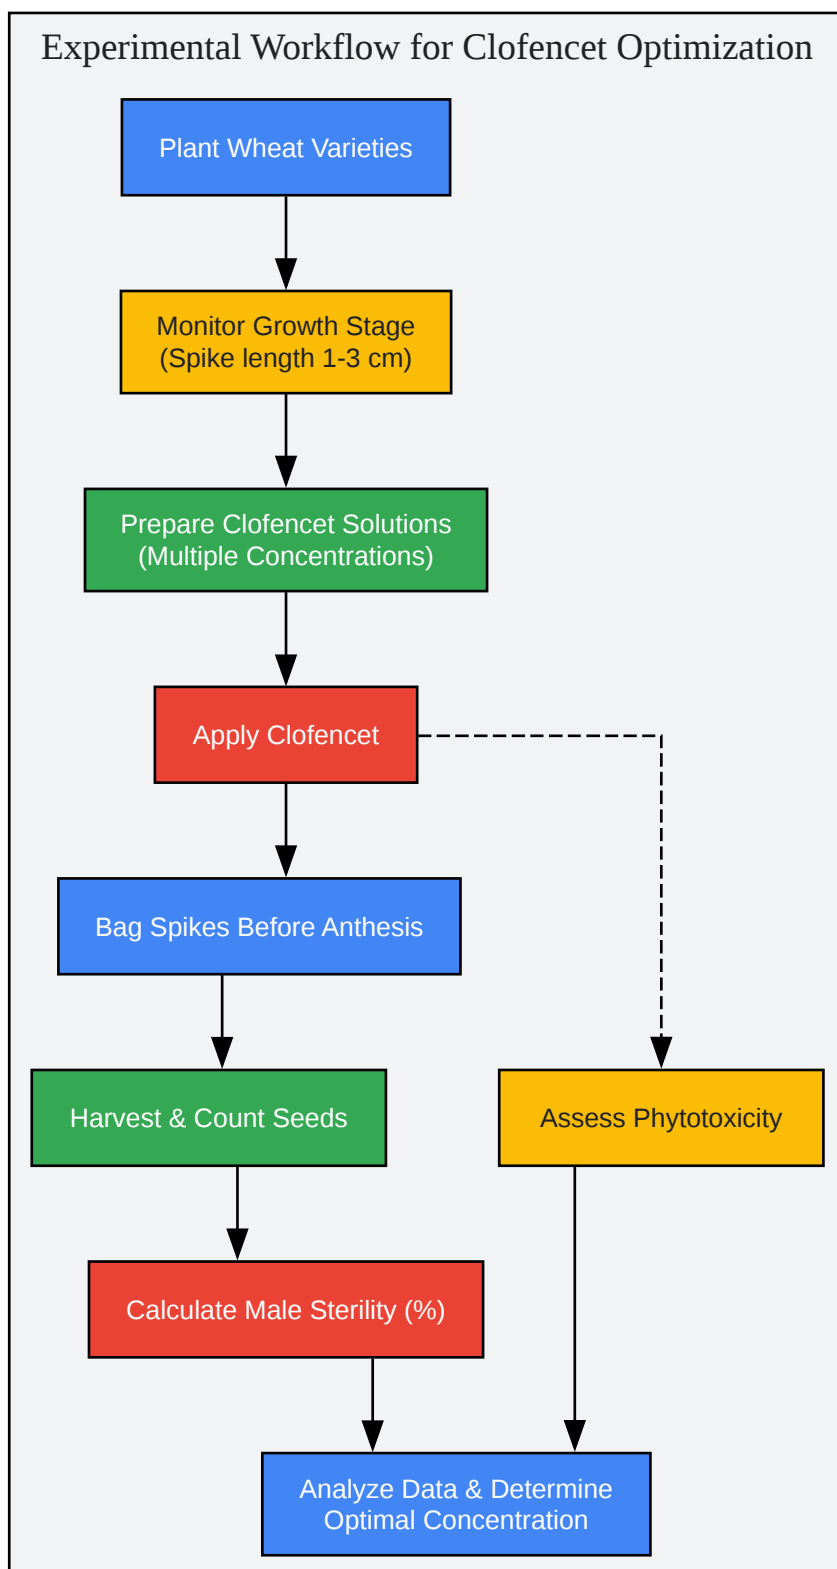 Experimental Workflow for Clofencet Optimization
Plant Wheat Varieties
Monitor Growth Stage
(Spike length 1-3 cm)
Prepare Clofencet Solutions
(Multiple Concentrations)
Apply Clofencet
Bag Spikes Before Anthesis
Harvest & Count Seeds
Assess Phytotoxicity
Calculate Male Sterility (%)
Analyze Data & Determine
Optimal Concentration